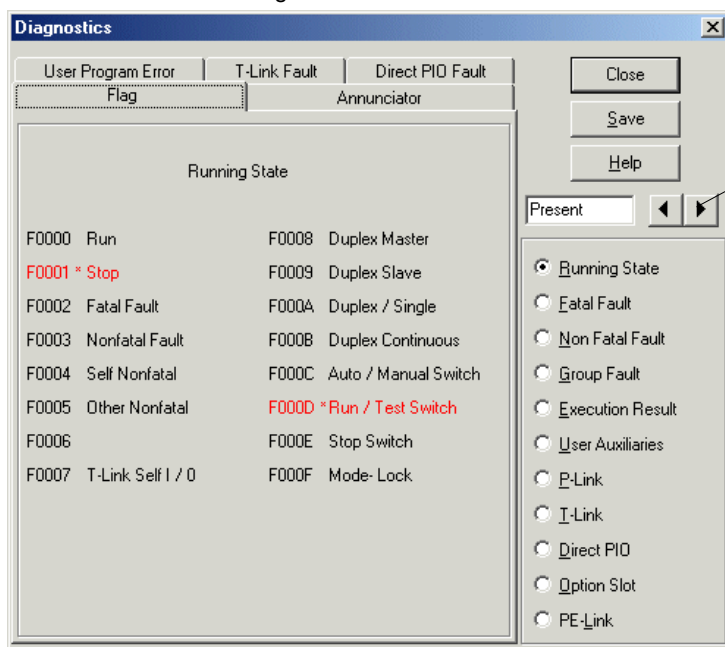 Diagnostics
User Program Error
T-Link Fault
Direct PIO Fault
Flag
Annunciator
Running State
F0000 Run
F0001 * Stop
F0002 Fatal Fault
F0003 Nonfatal Fault
F0004 Self Nonfatal
F0005 Other Nonfatal
F0006
F0007 T-Link Self I / O
F0008 Duplex Master
F0009 Duplex Slave
F000A Duplex / Single
F000B Duplex Continuous
F000C Auto / Manual Switch
F000D * Run / Test Switch
F000E Stop Switch
F000F Mode- Lock
Close
Save
Help
Present
Running State
Fatal Fault
Non Fatal Fault
Group Fault
Execution Result
User Auxiliaries
P-Link
T-Link
Direct PIO
Option Slot
PE-Link